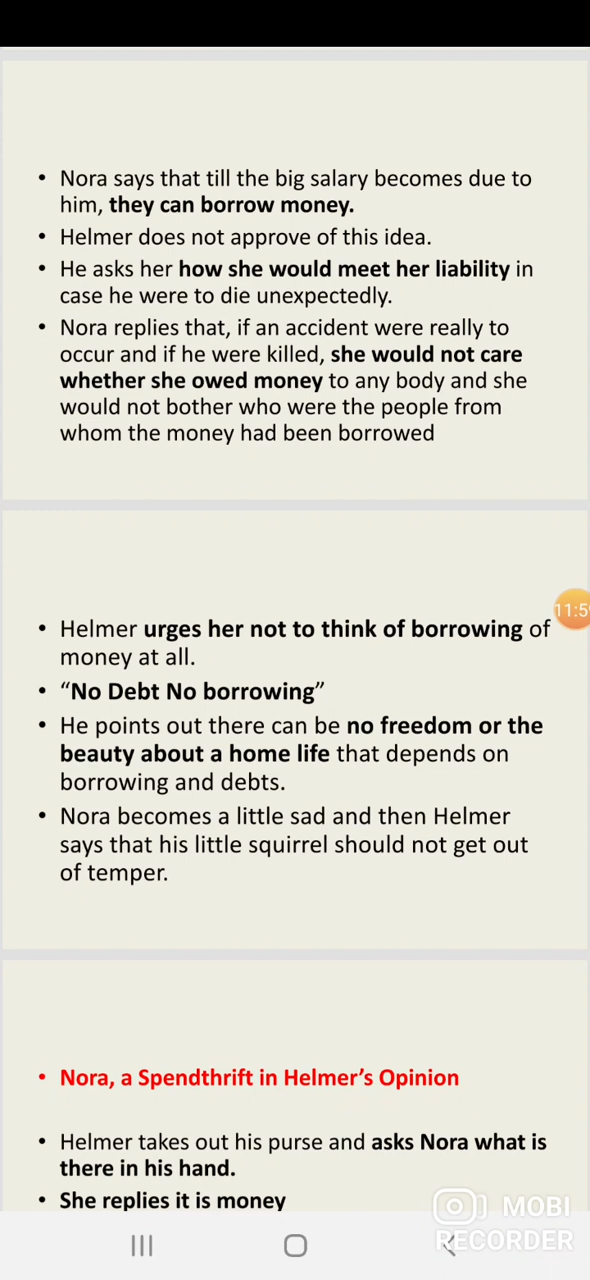 • Nora says that till the big salary becomes due to
him, they can borrow money.
• Helmer does not approve of this idea.
• He asks her how she would meet her liability in
case he were to die unexpectedly.
• Nora replies that, if an accident were really to
occur and if he were killed, she would not care
whether she owed money to any body and she
would not bother who were the people from
whom the money had been borrowed
11:5
• Helmer urges her not to think of borrowing of
money at all.
• “No Debt No borrowing”
• He points out there can be no freedom or the
beauty about a home life that depends on
borrowing and debts.
• Nora becomes a little sad and then Helmer
says that his little squirrel should not get out
of temper.
• Nora, a Spendthrift in Helmer’s Opinion
• Helmer takes out his purse and asks Nora what is
there in his hand.
• She replies it is money
MOBI
RECORDER